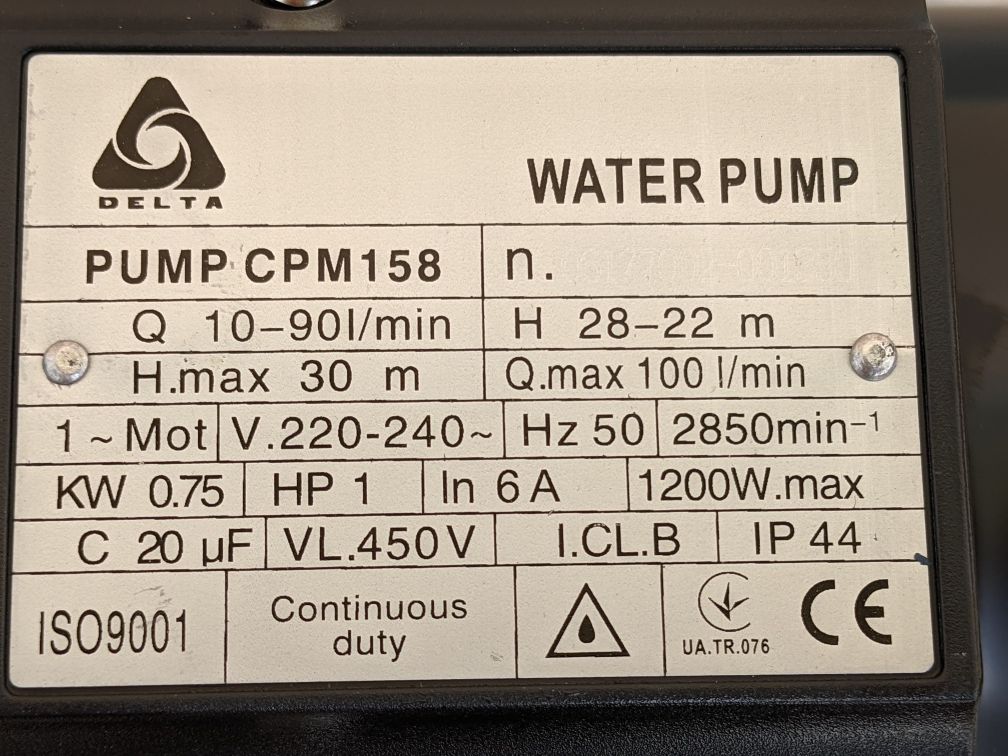 DELTA
WATER PUMP
PUMP CPM158
n.
Q 10–90l/min
H 28–22 m
H.max 30 m
Q.max 100 l/min
1 ~ Mot
V.220-240~
Hz 50
2850min⁻¹
KW 0.75
HP 1
In 6 A
1200W.max
C 20 µF
VL.450V
I.CL.B
IP 44
ISO9001
Continuous
duty
UA.TR.076
CE